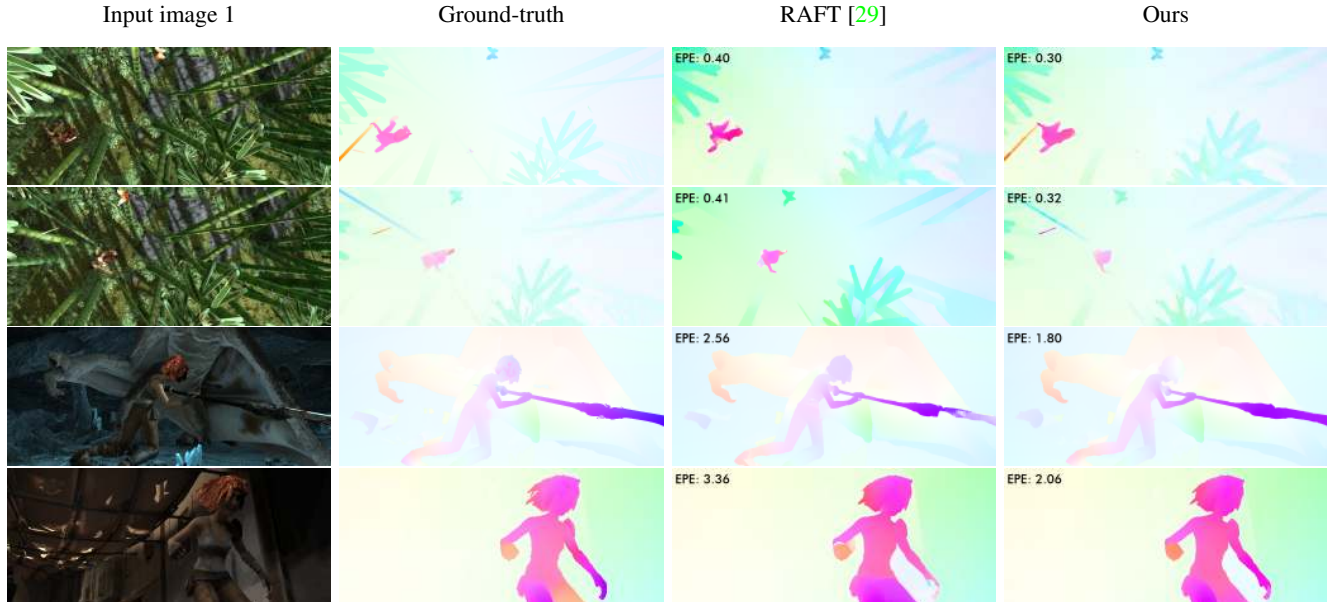 Input image 1 Ground-truth RAFT [29] Ours
EPE: 0.40 EPE: 0.30
EPE: 0.41 EPE: 0.32
EPE: 2.56 EPE: 1.80
EPE: 3.36 EPE: 2.06